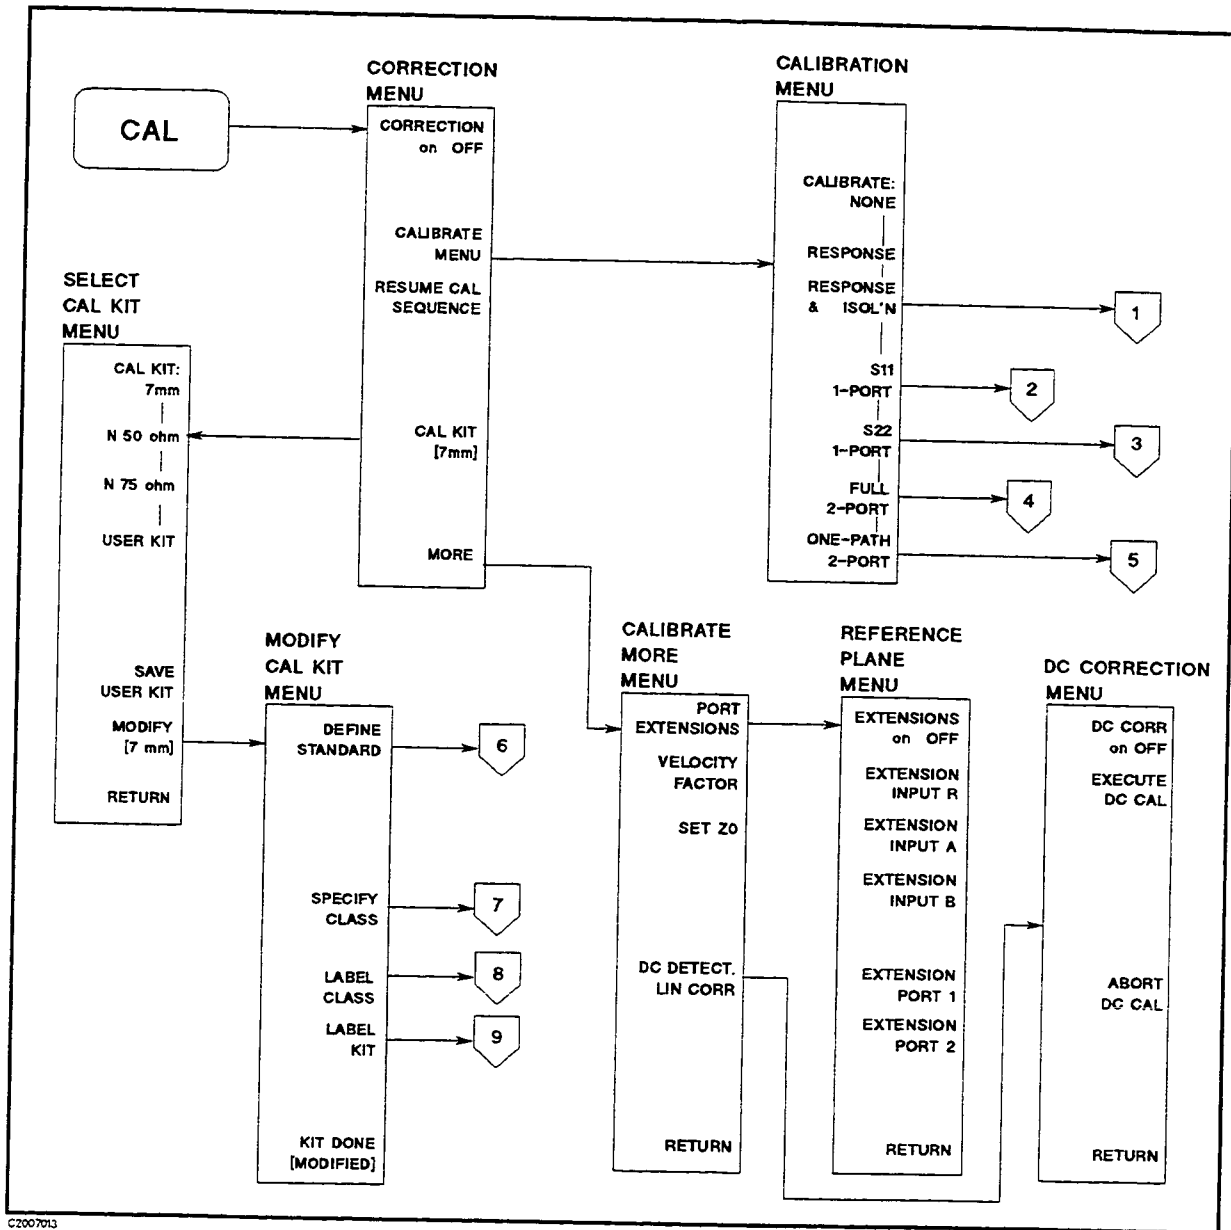 CAL
CORRECTION
MENU
CORRECTION
on OFF
CALIBRATE
MENU
RESUME CAL
SEQUENCE
CAL KIT
[7mm]
MORE
CALIBRATION
MENU
CALIBRATE:
NONE
RESPONSE
RESPONSE
& ISOL'N
1
S11
1-PORT
2
S22
1-PORT
3
FULL
2-PORT
4
ONE-PATH
2-PORT
5
SELECT
CAL KIT
MENU
CAL KIT:
7mm
N 50 ohm
N 75 ohm
USER KIT
SAVE
USER KIT
MODIFY
[7 mm]
RETURN
MODIFY
CAL KIT
MENU
DEFINE
STANDARD
6
SPECIFY
CLASS
7
LABEL
CLASS
8
LABEL
KIT
9
KIT DONE
[MODIFIED]
CALIBRATE
MORE
MENU
PORT
EXTENSIONS
VELOCITY
FACTOR
SET Z0
DC DETECT.
LIN CORR
RETURN
REFERENCE
PLANE
MENU
EXTENSIONS
on OFF
EXTENSION
INPUT R
EXTENSION
INPUT A
EXTENSION
INPUT B
EXTENSION
PORT 1
EXTENSION
PORT 2
RETURN
DC CORRECTION
MENU
DC CORR
on OFF
EXECUTE
DC CAL
ABORT
DC CAL
RETURN
C2007013